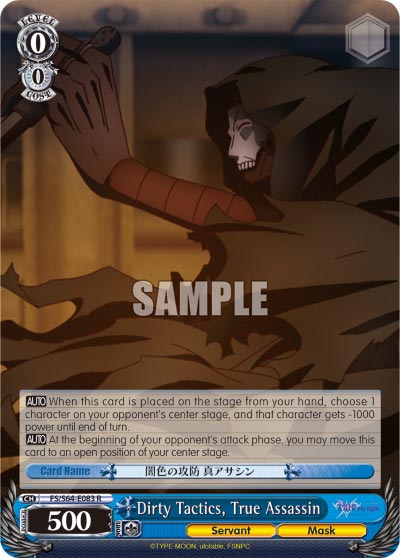 LEVEL
0
0
COST
SAMPLE
AUTO When this card is placed on the stage from your hand, choose 1
character on your opponent's center stage, and that character gets -1000
power until end of turn.
AUTO At the beginning of your opponent's attack phase, you may move this
card to an open position of your center stage.
Card Name 闇色の攻防 真アサシン
CH FS/S64-E083 R
Dirty Tactics, True Assassin
POWER 500
Servant Mask
©TYPE-MOON, ufotable, FSNPC